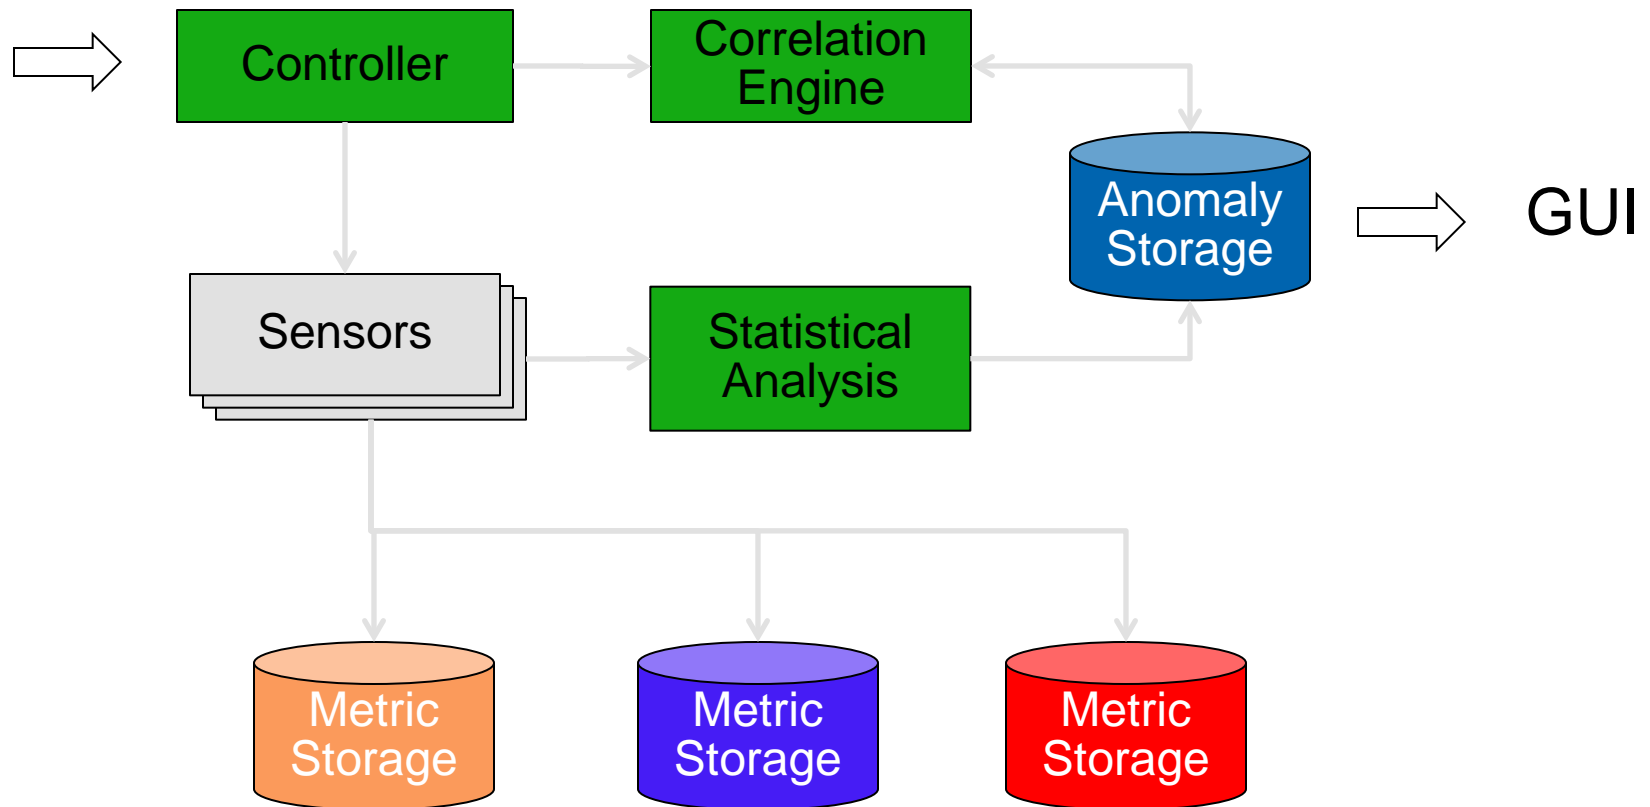 Controller
Correlation
Engine
Anomaly
Storage
GUI
Sensors
Statistical
Analysis
Metric
Storage
Metric
Storage
Metric
Storage